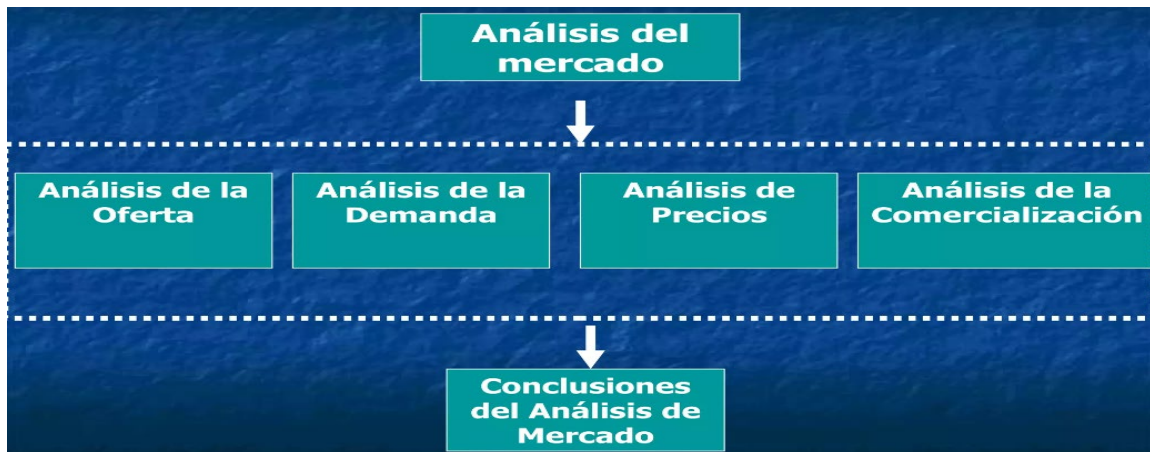 Análisis del
mercado
Análisis de la
Oferta
Análisis de la
Demanda
Análisis de
Precios
Análisis de la
Comercialización
Conclusiones
del Análisis de
Mercado